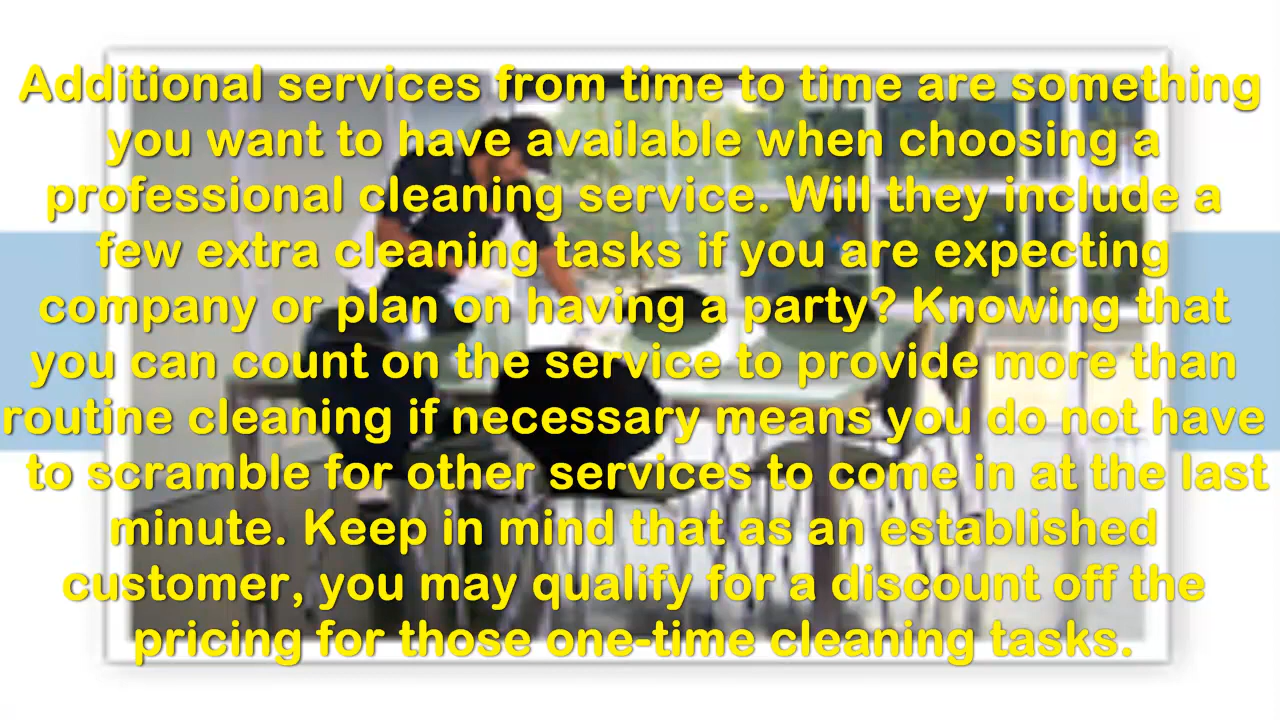 Additional services from time to time are something
you want to have available when choosing a
professional cleaning service. Will they include a
few extra cleaning tasks if you are expecting
company or plan on having a party? Knowing that
you can count on the service to provide more than
routine cleaning if necessary means you do not have
to scramble for other services to come in at the last
minute. Keep in mind that as an established
customer, you may qualify for a discount off the
pricing for those one-time cleaning tasks.